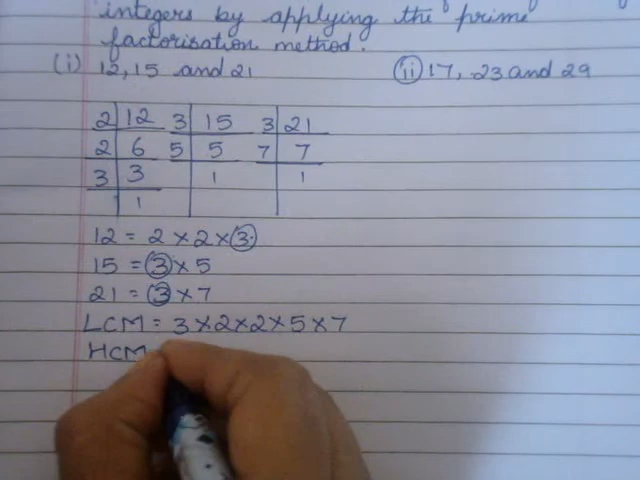 integers by applying the prime
factorisation method.
(i) 12, 15 and 21 (ii) 17, 23 and 29
2 12 3 15 3 21
2 6 5 5 7 7
3 3 1 1
1
12 = 2 × 2 × 3.
15 = 3 × 5
21 = 3 × 7
LCM = 3 × 2 × 2 × 5 × 7
HCM